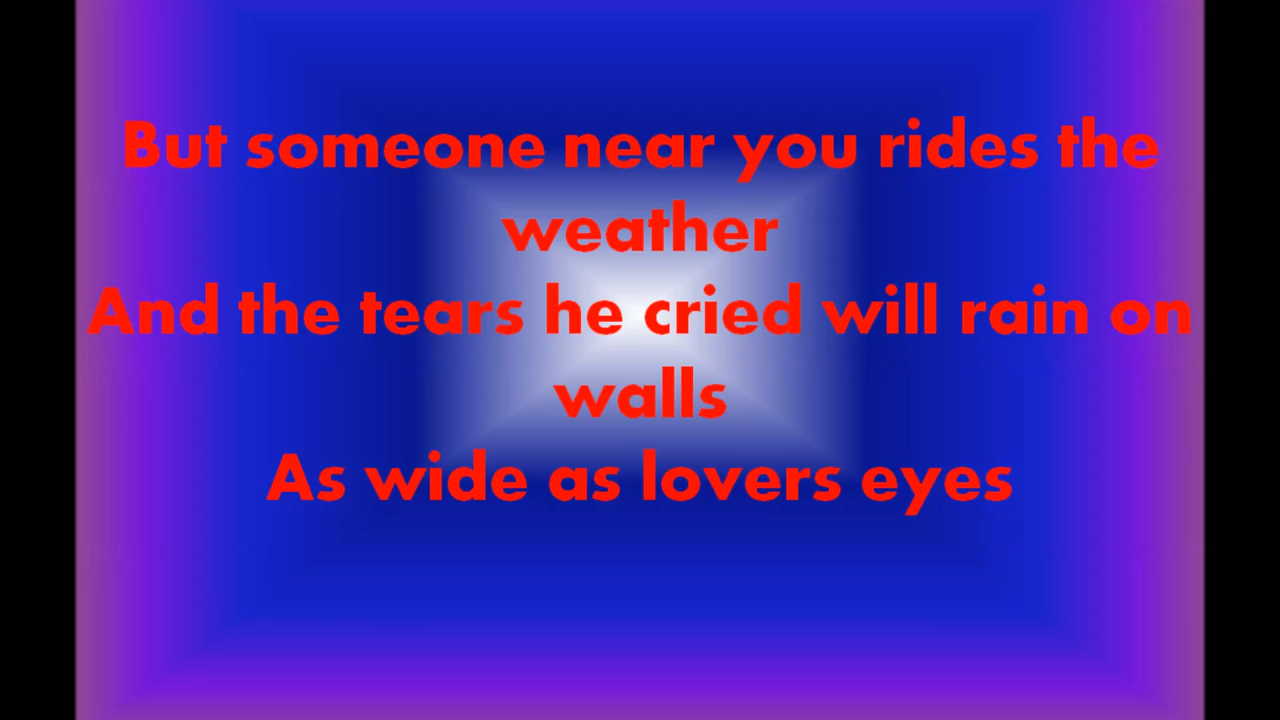 But someone near you rides the
weather
And the tears he cried will rain on
walls
As wide as lovers eyes